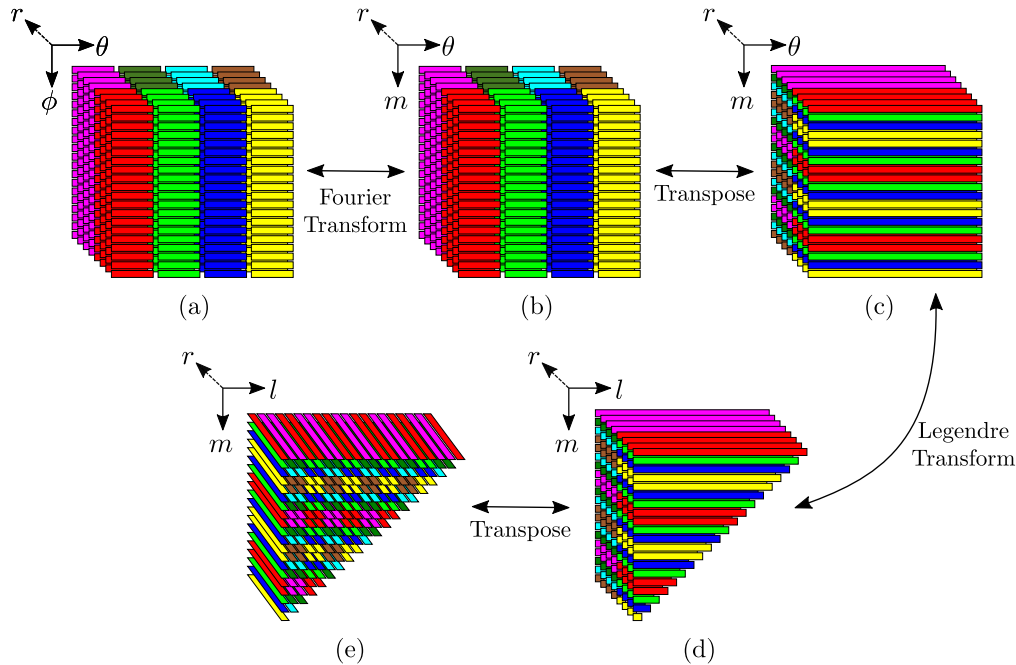 r
θ
ϕ
(a)
Fourier
Transform
r
θ
m
(b)
Transpose
r
θ
m
(c)
Legendre
Transform
r
l
m
(d)
Transpose
r
l
m
(e)